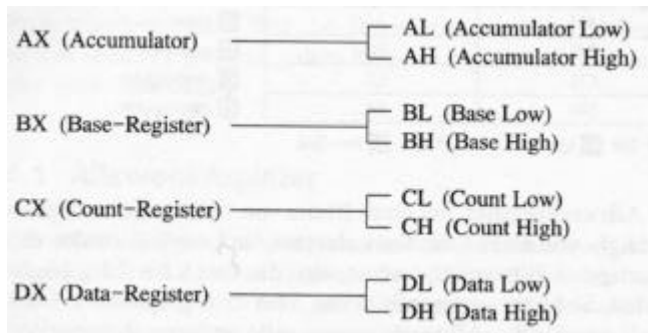 AX (Accumulator)
AL (Accumulator Low)
AH (Accumulator High)
BX (Base-Register)
BL (Base Low)
BH (Base High)
CX (Count-Register)
CL (Count Low)
CH (Count High)
DX (Data-Register)
DL (Data Low)
DH (Data High)